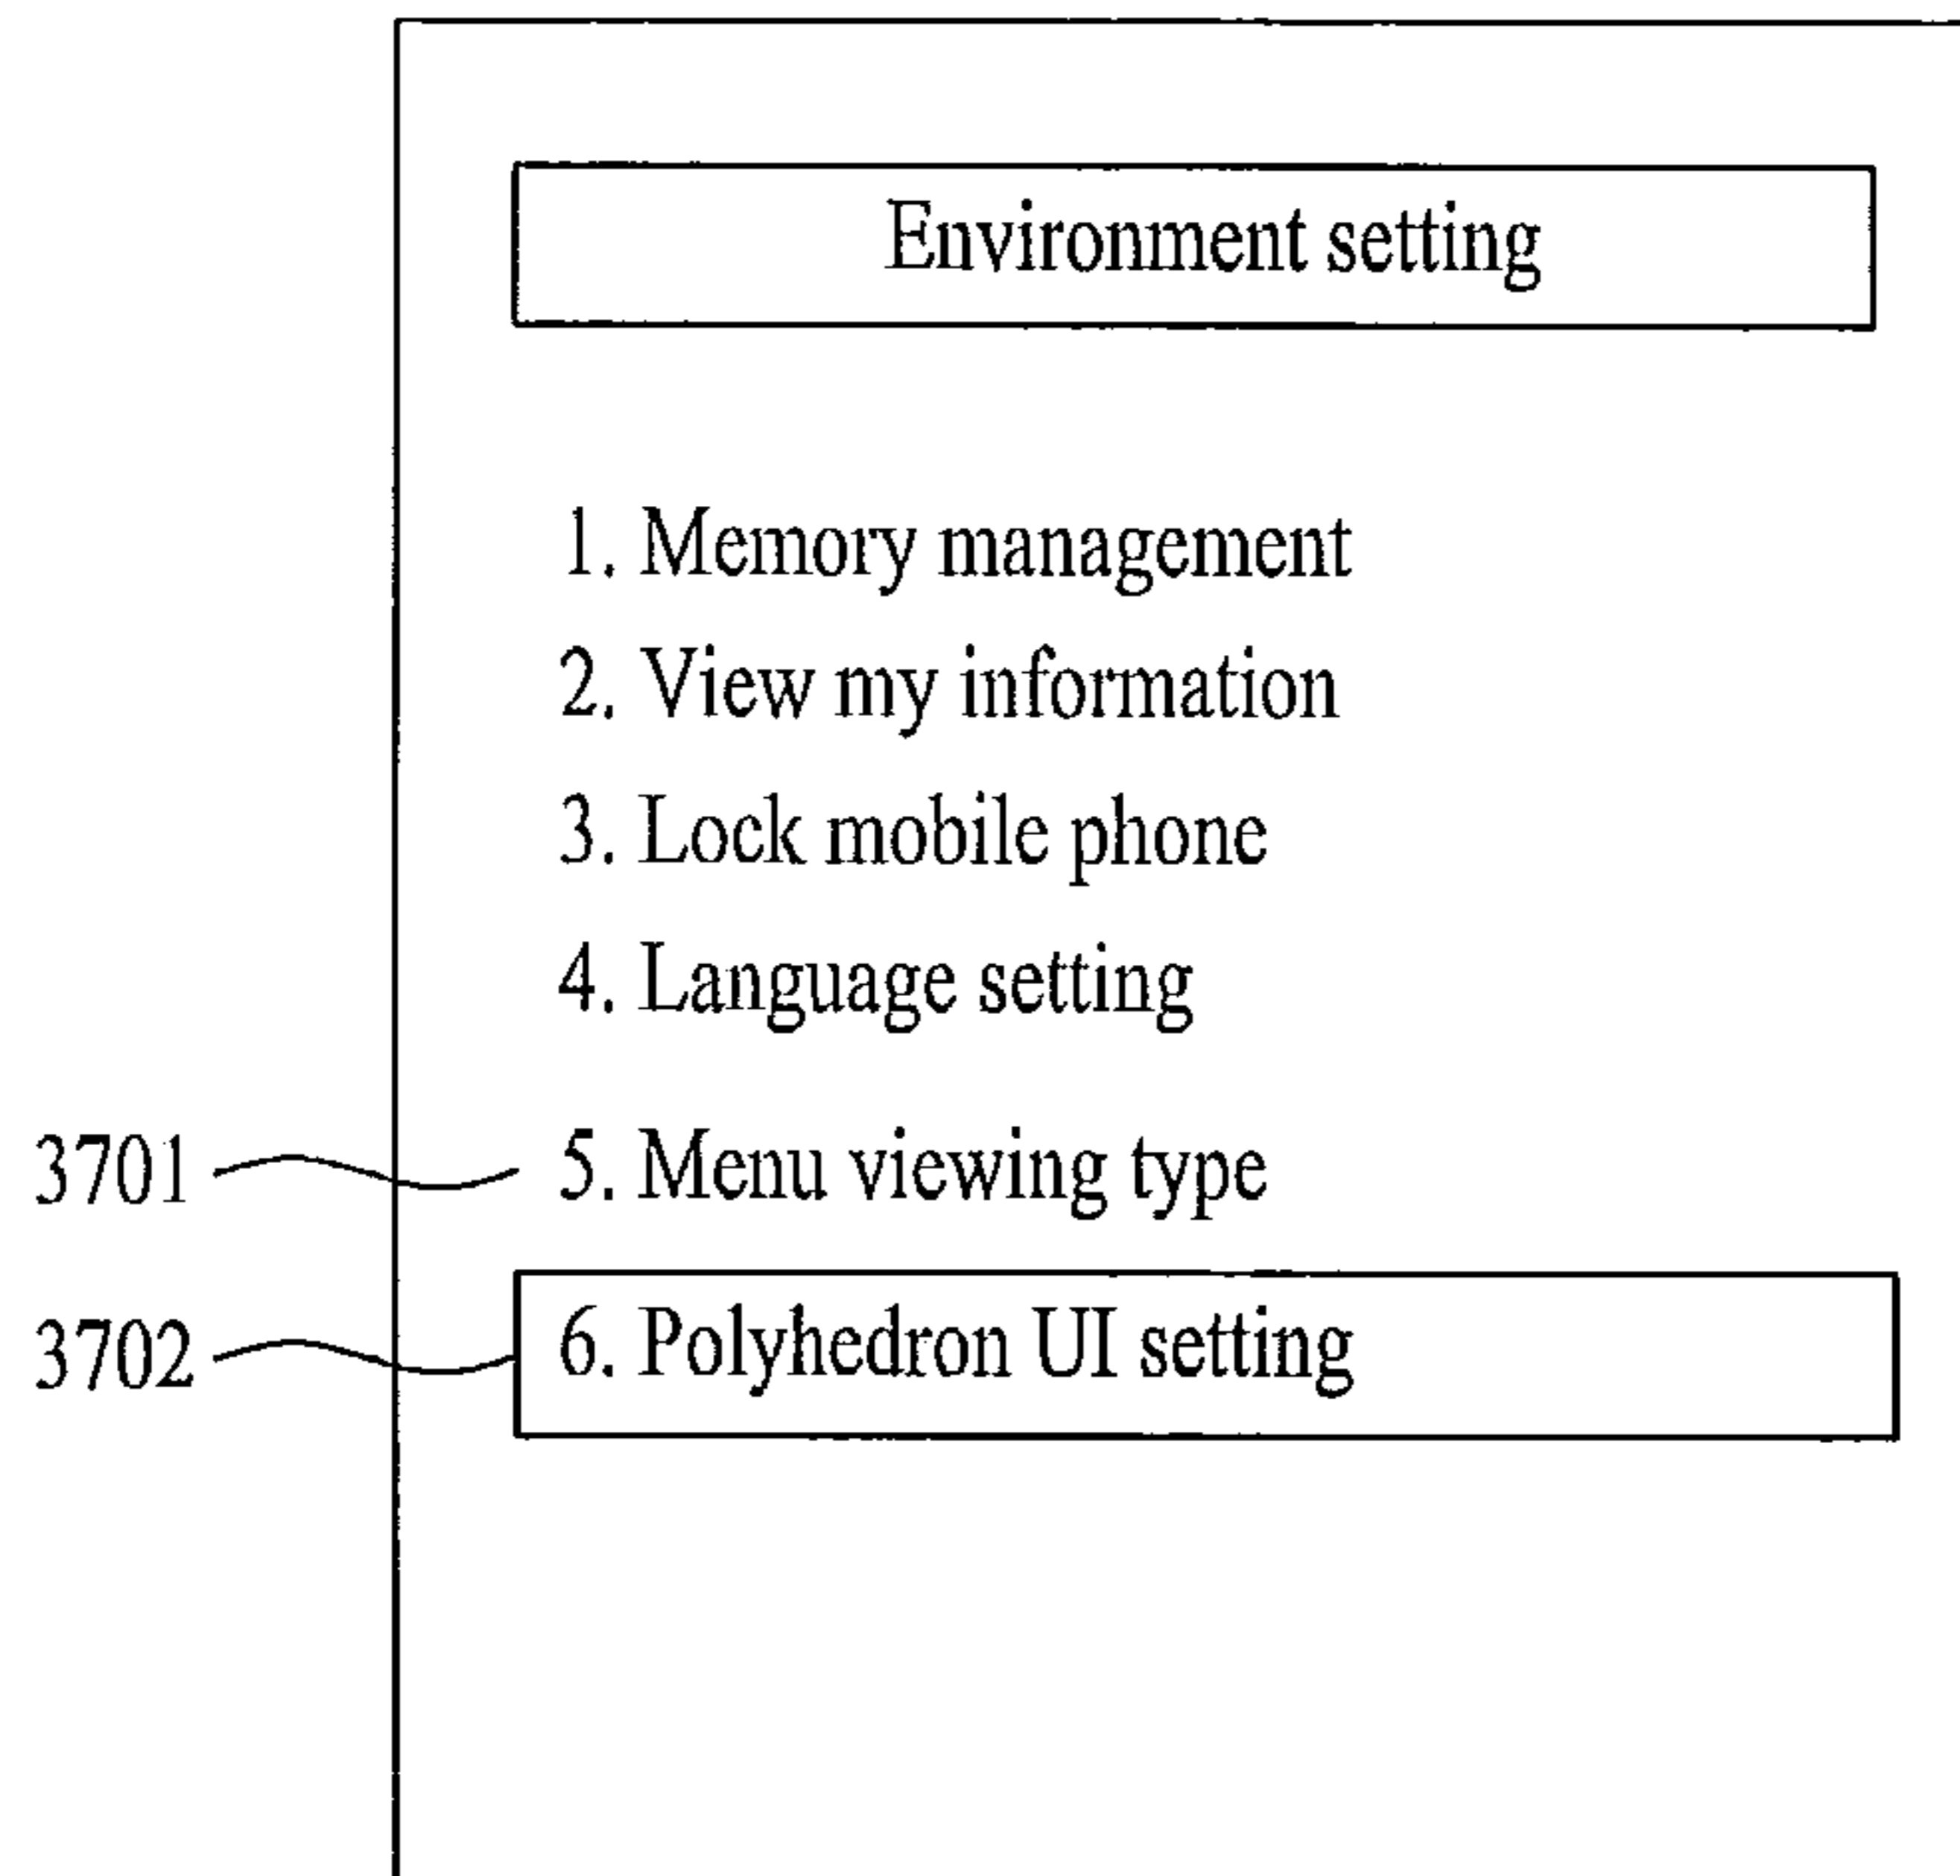 Environment setting
1. Memory management
2. View my information
3. Lock mobile phone
4. Language setting
3701 5. Menu viewing type
3702 6. Polyhedron UI setting